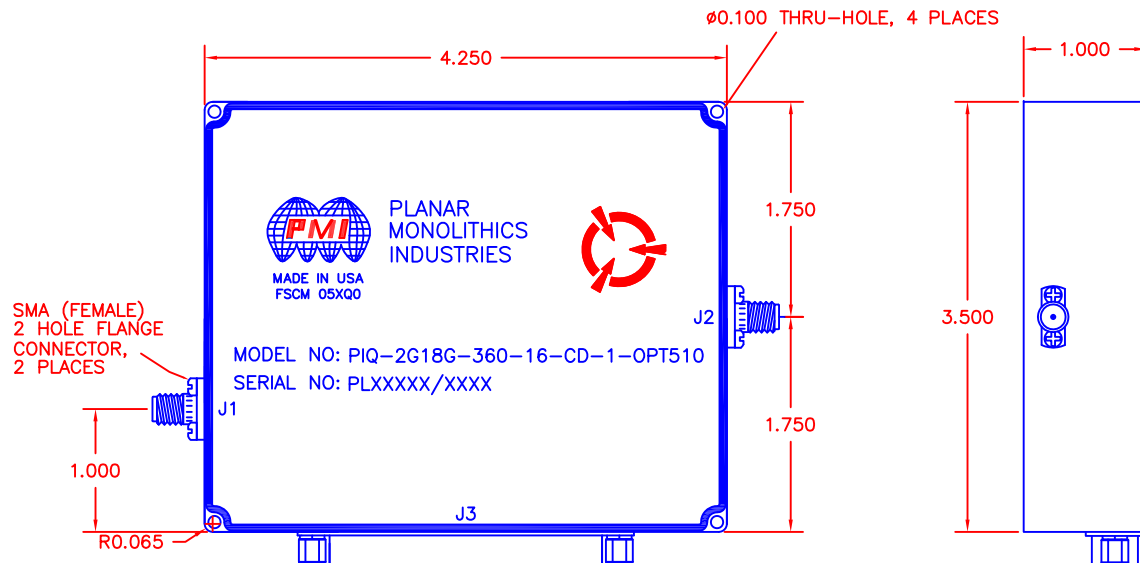 ø0.100 THRU-HOLE, 4 PLACES
4.250
1.000
PMI
PLANAR
MONOLITHICS
INDUSTRIES
MADE IN USA
FSCM 05XQ0
1.750
SMA (FEMALE)
2 HOLE FLANGE
CONNECTOR,
2 PLACES
J2
3.500
MODEL NO: PIQ-2G18G-360-16-CD-1-OPT510
SERIAL NO: PLXXXXX/XXXX
J1
1.750
1.000
J3
R0.065